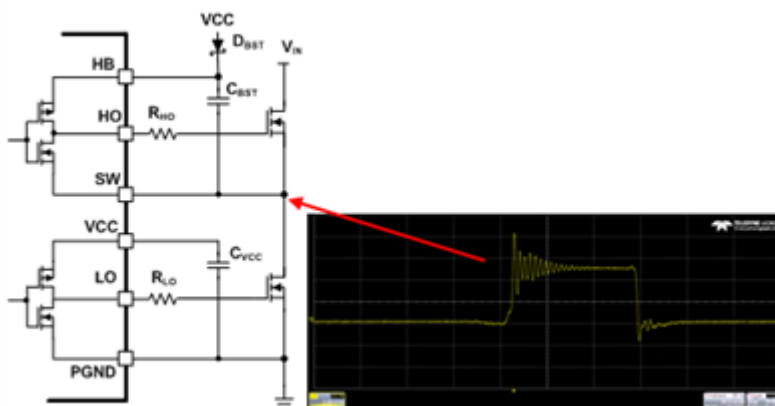 VCC
DBST
VIN
HB
CBST
HO
RHO
SW
VCC
CVCC
LO
RLO
PGND